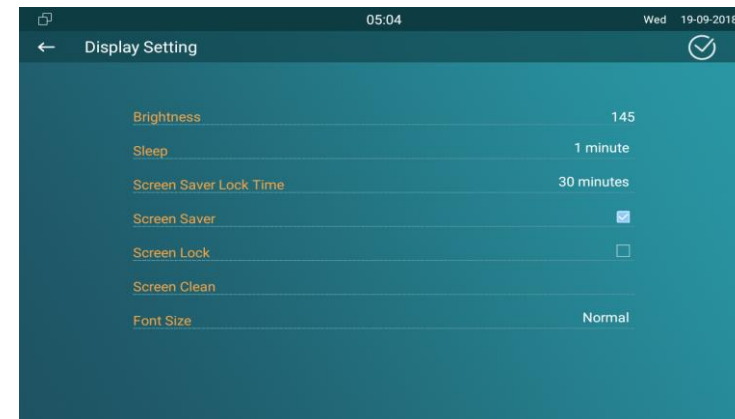 05:04 Wed 19-09-2018
Display Setting
Brightness 145
Sleep 1 minute
Screen Saver Lock Time 30 minutes
Screen Saver
Screen Lock
Screen Clean
Font Size Normal